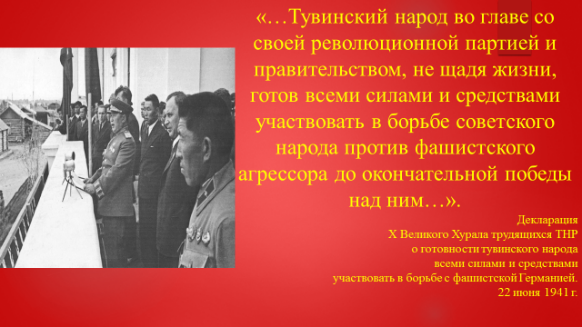 «…Тувинский народ во главе со
своей революционной партией и
правительством, не щадя жизни,
готов всеми силами и средствами
участвовать в борьбе советского
народа против фашистского
агрессора до окончательной победы
над ним…».
Декларация
X Великого Хурала трудящихся ТНР
о готовности тувинского народа
всеми силами и средствами
участвовать в борьбе с фашистской Германией.
22 июня 1941 г.